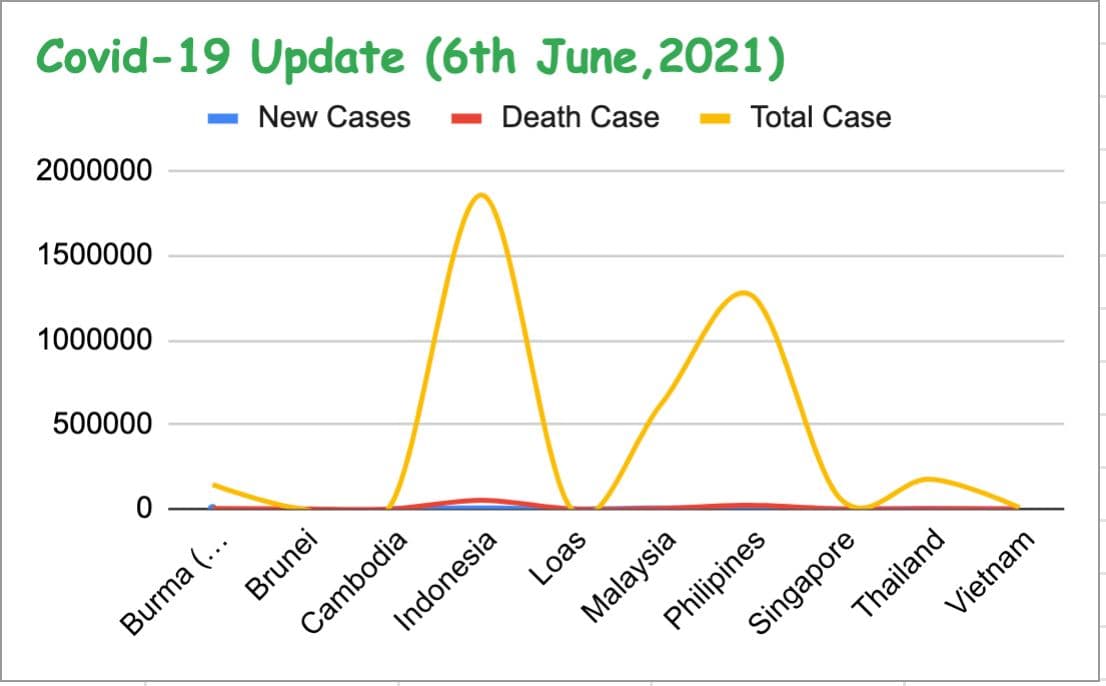 Covid-19 Update (6th June,2021)
New Cases Death Case Total Case
2000000
1500000
1000000
500000
0
Burma (...
Brunei
Cambodia
Indonesia
Loas
Malaysia
Philipines
Singapore
Thailand
Vietnam